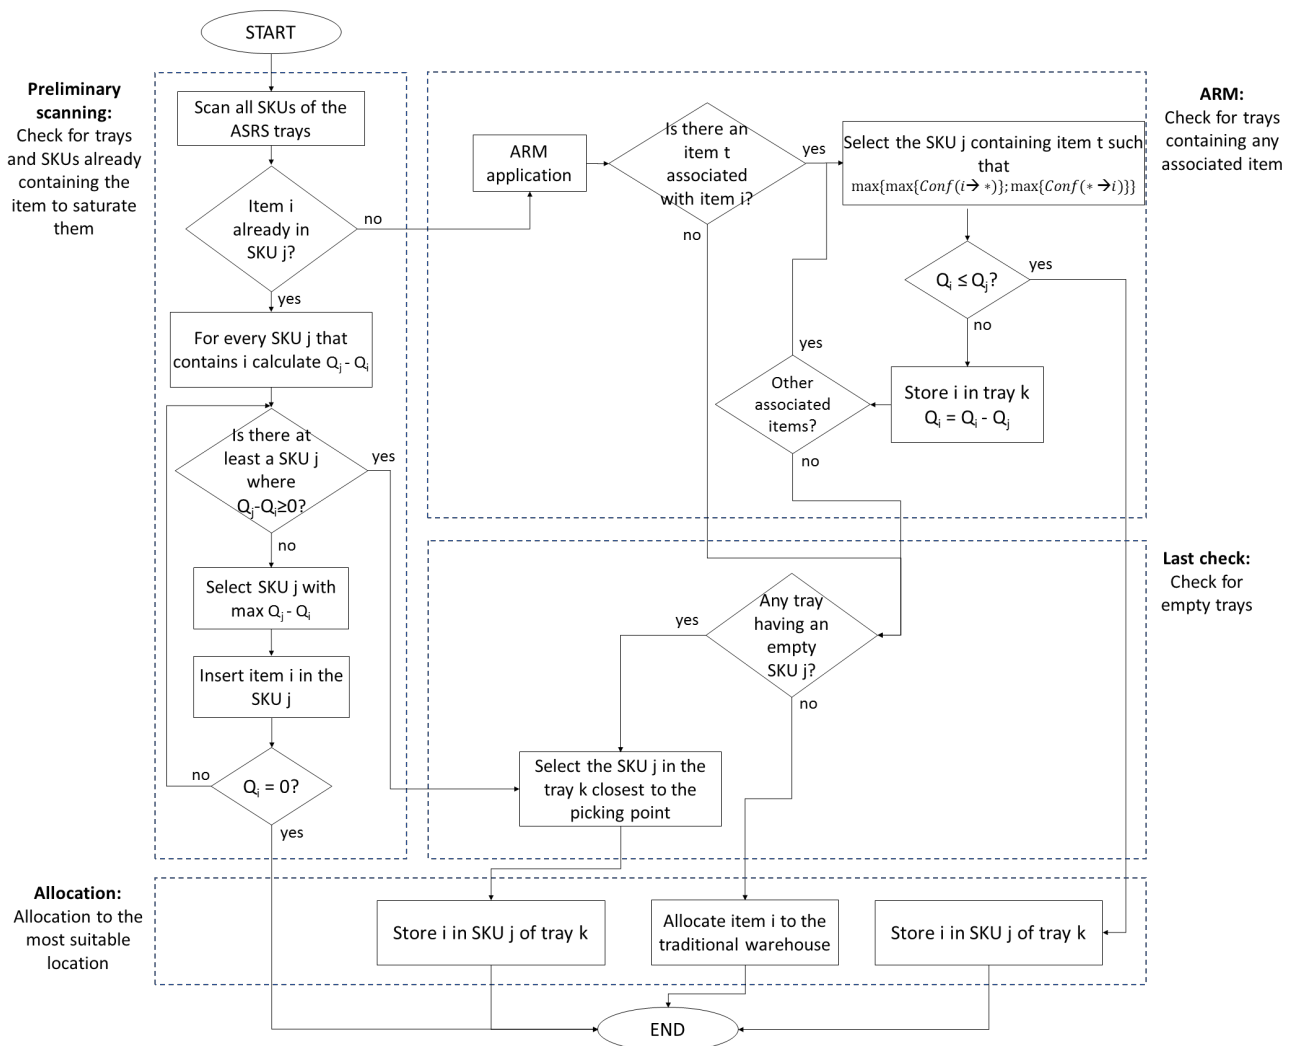 START
Preliminary
scanning:
Check for trays
and SKUs already
containing the
item to saturate
them
Scan all SKUs of the
ASRS trays
Item i
already in
SKU j?
no
yes
For every SKU j that
contains i calculate Qj - Qi
Is there at
least a SKU j
where
Qj-Qi≥0?
yes
no
Select SKU j with
max Qj - Qi
Insert item i in the
SKU j
Qi = 0?
no
yes
ARM:
Check for trays
containing any
associated item
ARM
application
Is there an
item t
associated
with item i?
yes
no
Select the SKU j containing item t such
that
max{max{Conf(i→ *)}; max{Conf(* →i)}}
Qi ≤ Qj?
yes
no
Store i in tray k
Qi = Qi - Qj
Other
associated
items?
yes
no
Last check:
Check for
empty trays
Any tray
having an
empty
SKU j?
yes
no
Select the SKU j in the
tray k closest to the
picking point
Allocation:
Allocation to the
most suitable
location
Store i in SKU j of tray k
Allocate item i to the
traditional warehouse
Store i in SKU j of tray k
END